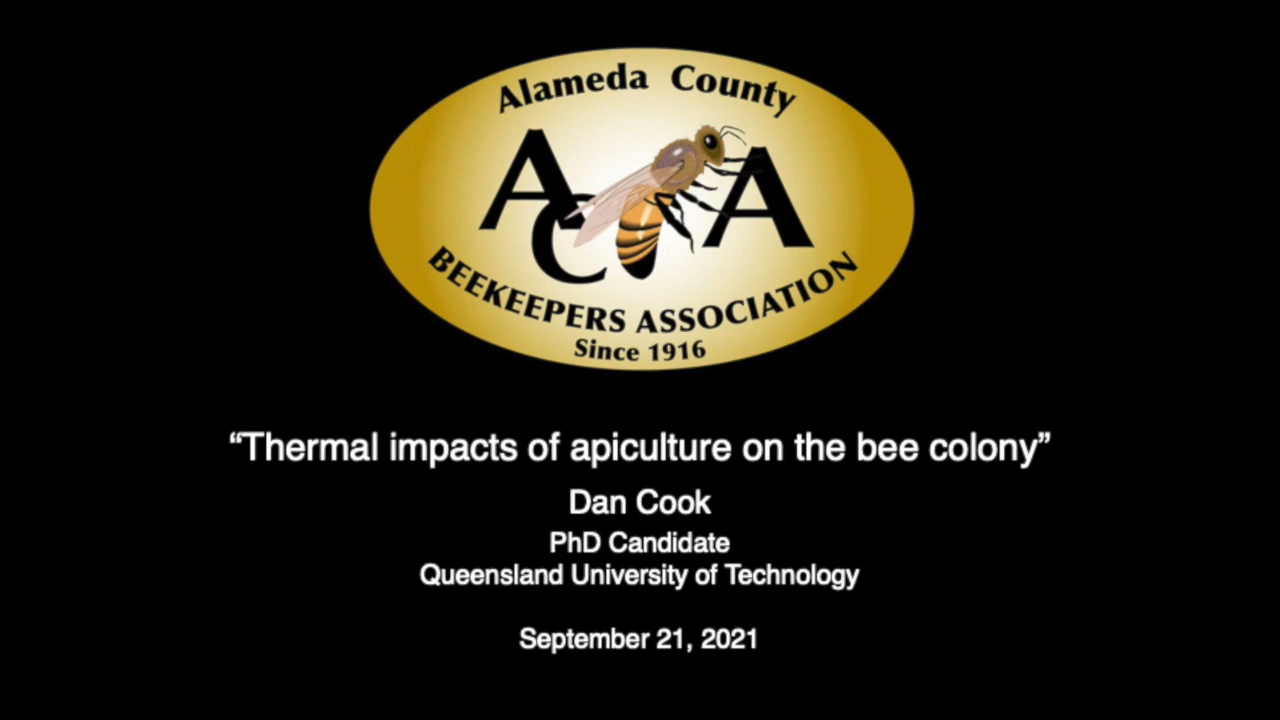 Alameda County
ACA
BEEKEEPERS ASSOCIATION
Since 1916
“Thermal impacts of apiculture on the bee colony”
Dan Cook
PhD Candidate
Queensland University of Technology
September 21, 2021